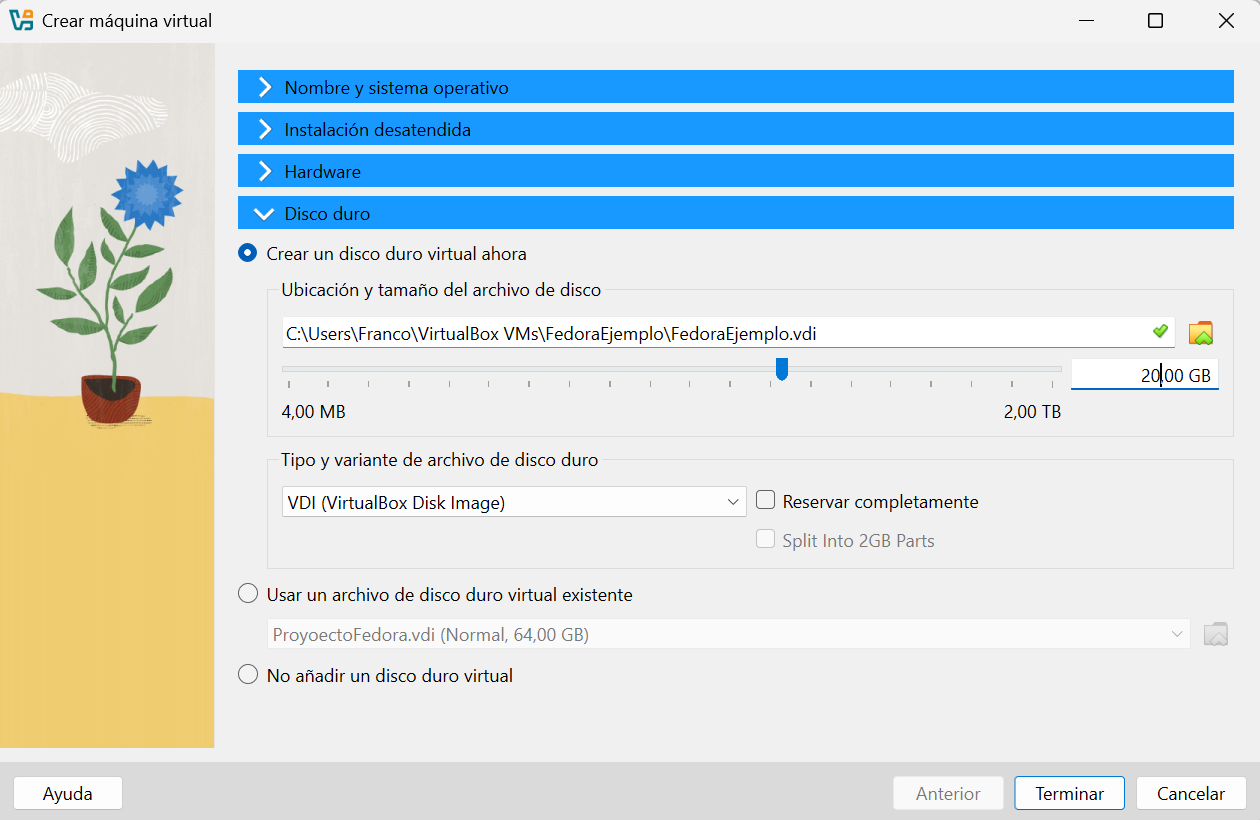 Crear máquina virtual
Nombre y sistema operativo
Instalación desatendida
Hardware
Disco duro
Crear un disco duro virtual ahora
Ubicación y tamaño del archivo de disco
C:\Users\Franco\VirtualBox VMs\FedoraEjemplo\FedoraEjemplo.vdi
20,00 GB
4,00 MB 2,00 TB
Tipo y variante de archivo de disco duro
VDI (VirtualBox Disk Image) Reservar completamente
Split Into 2GB Parts
Usar un archivo de disco duro virtual existente
ProyoectoFedora.vdi (Normal, 64,00 GB)
No añadir un disco duro virtual
Ayuda Anterior Terminar Cancelar